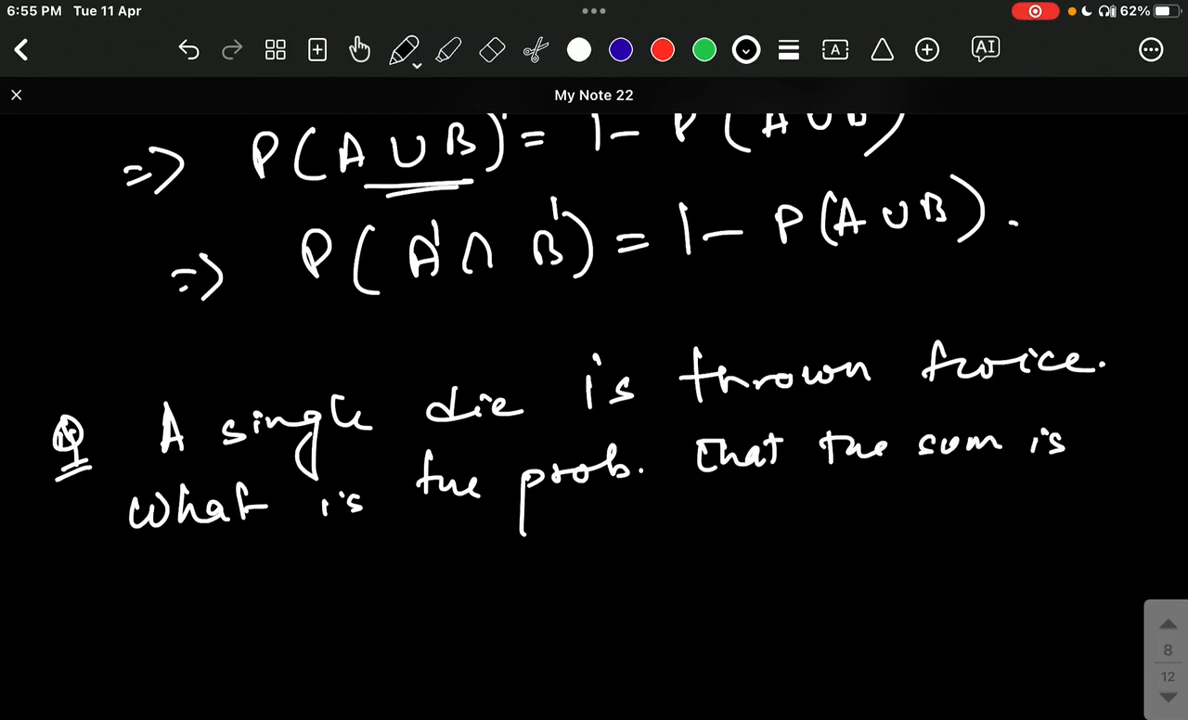 6:55 PM Tue 11 Apr
62%
A
AI
My Note 22
=> P(A ∪ B)' = 1 - P(A ∪ B)
=> P(A' ∩ B') = 1 - P(A ∪ B).
Q A single die is thrown twice.
What is the prob. that the sum is
8
12